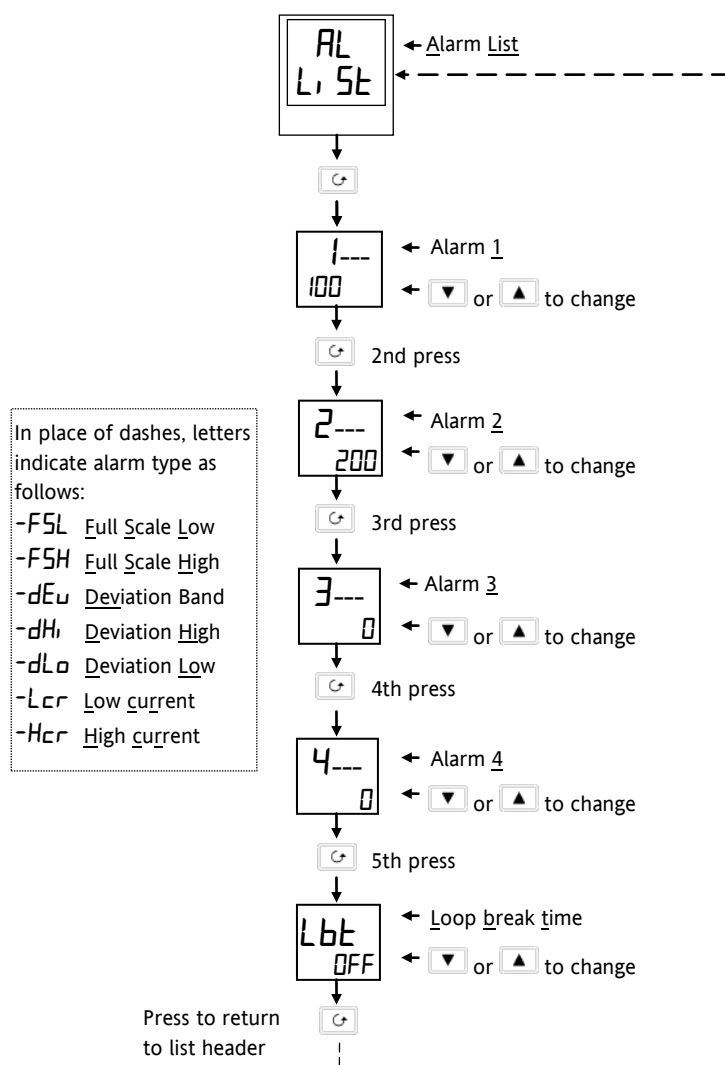 AL
Li St
Alarm List
1---
100
Alarm 1
▼ or ▲ to change
2nd press
2---
200
Alarm 2
▼ or ▲ to change
3rd press
3---
0
Alarm 3
▼ or ▲ to change
4th press
4---
0
Alarm 4
▼ or ▲ to change
5th press
Lbt
OFF
Loop break time
▼ or ▲ to change
Press to return
to list header
In place of dashes, letters
indicate alarm type as
follows:
-FSL Full Scale Low
-FSH Full Scale High
-dEv Deviation Band
-dHi Deviation High
-dLo Deviation Low
-Lcr Low current
-Hcr High current